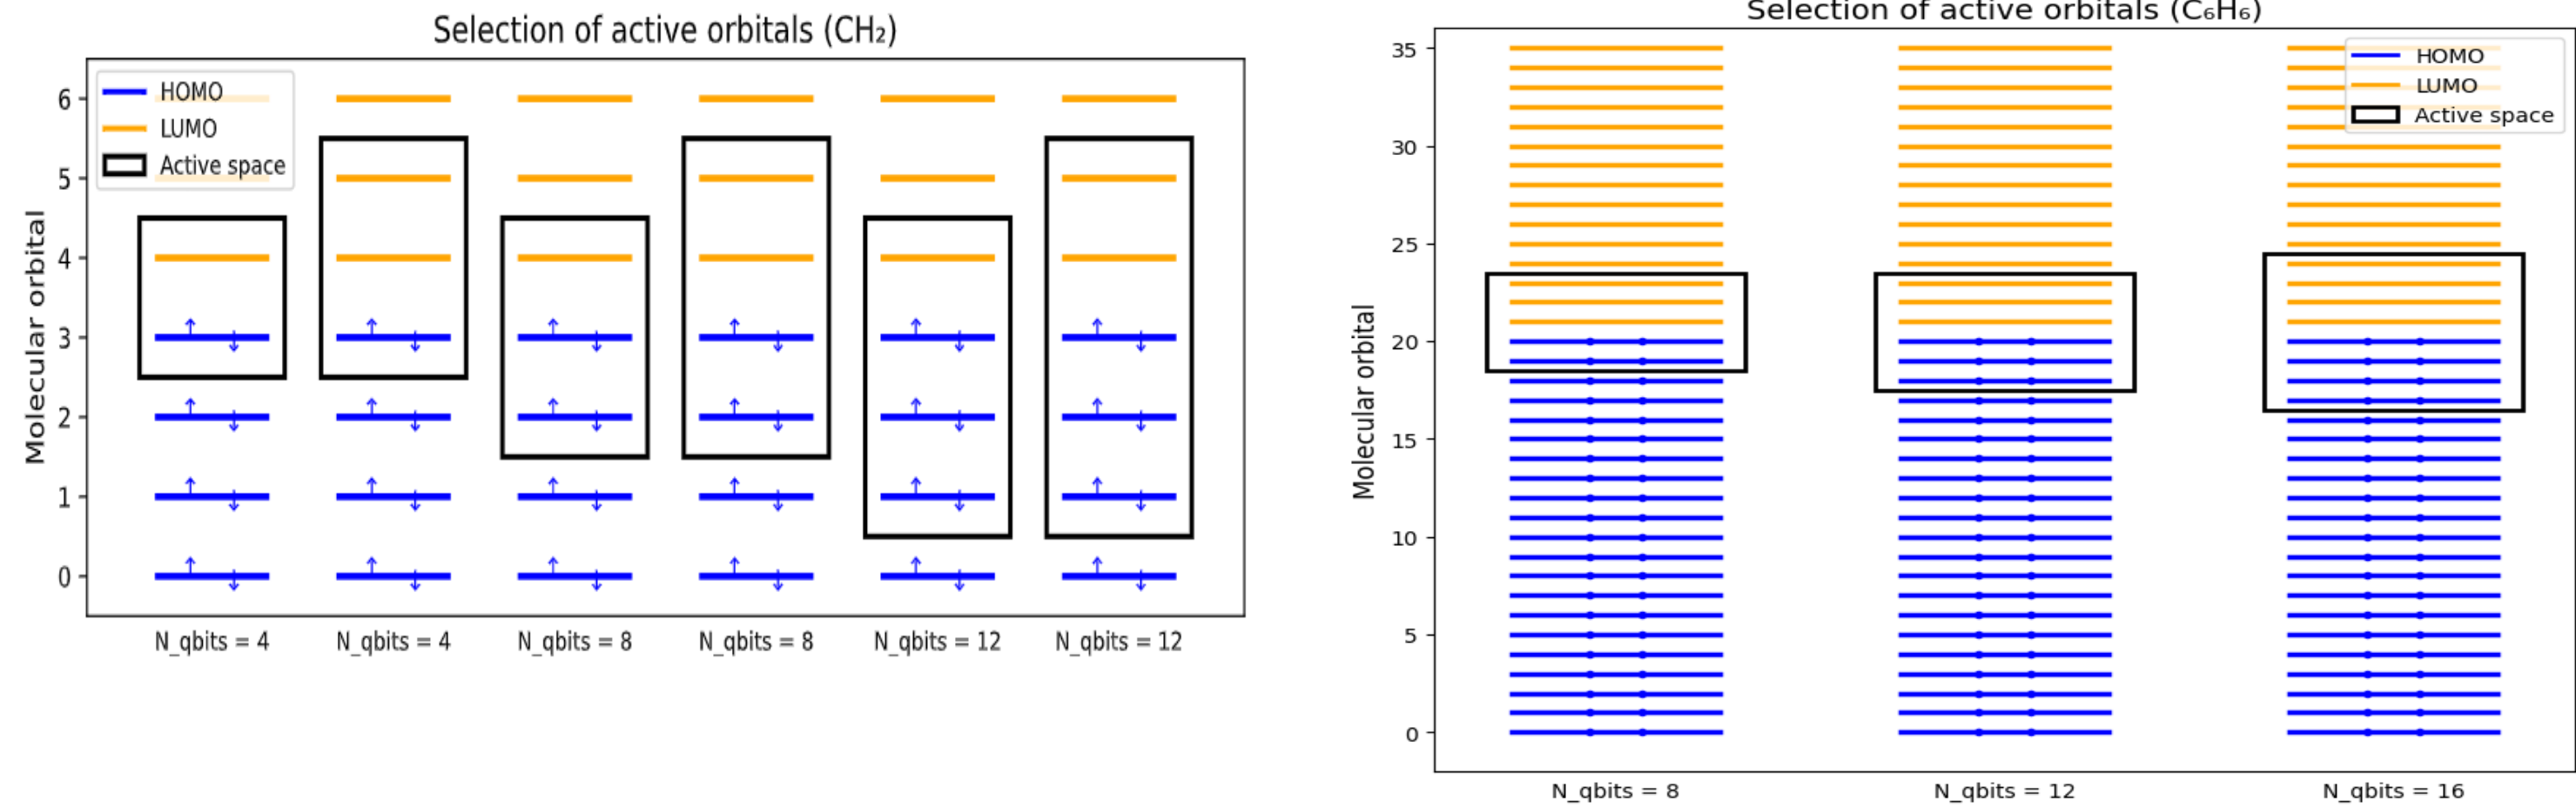 Selection of active orbitals (CH₂)
HOMO
LUMO
Active space
Molecular orbital
6
5
4
3
2
1
0
N_qbits = 4
N_qbits = 4
N_qbits = 8
N_qbits = 8
N_qbits = 12
N_qbits = 12
Selection of active orbitals (C₆H₆)
HOMO
LUMO
Active space
Molecular orbital
35
30
25
20
15
10
5
0
N_qbits = 8
N_qbits = 12
N_qbits = 16